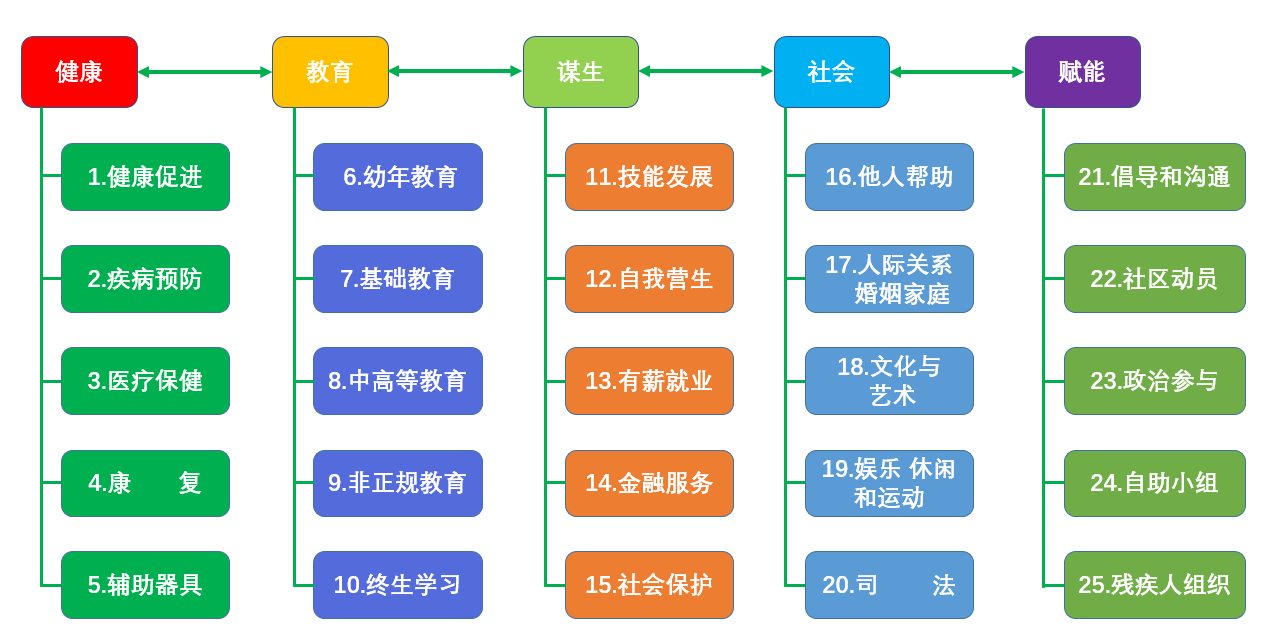 健康
教育
谋生
社会
赋能
1.健康促进
2.疾病预防
3.医疗保健
4.康 复
5.辅助器具
6.幼年教育
7.基础教育
8.中高等教育
9.非正规教育
10.终生学习
11.技能发展
12.自我营生
13.有薪就业
14.金融服务
15.社会保护
16.他人帮助
17.人际关系
婚姻家庭
18.文化与
艺术
19.娱乐 休闲
和运动
20.司 法
21.倡导和沟通
22.社区动员
23.政治参与
24.自助小组
25.残疾人组织